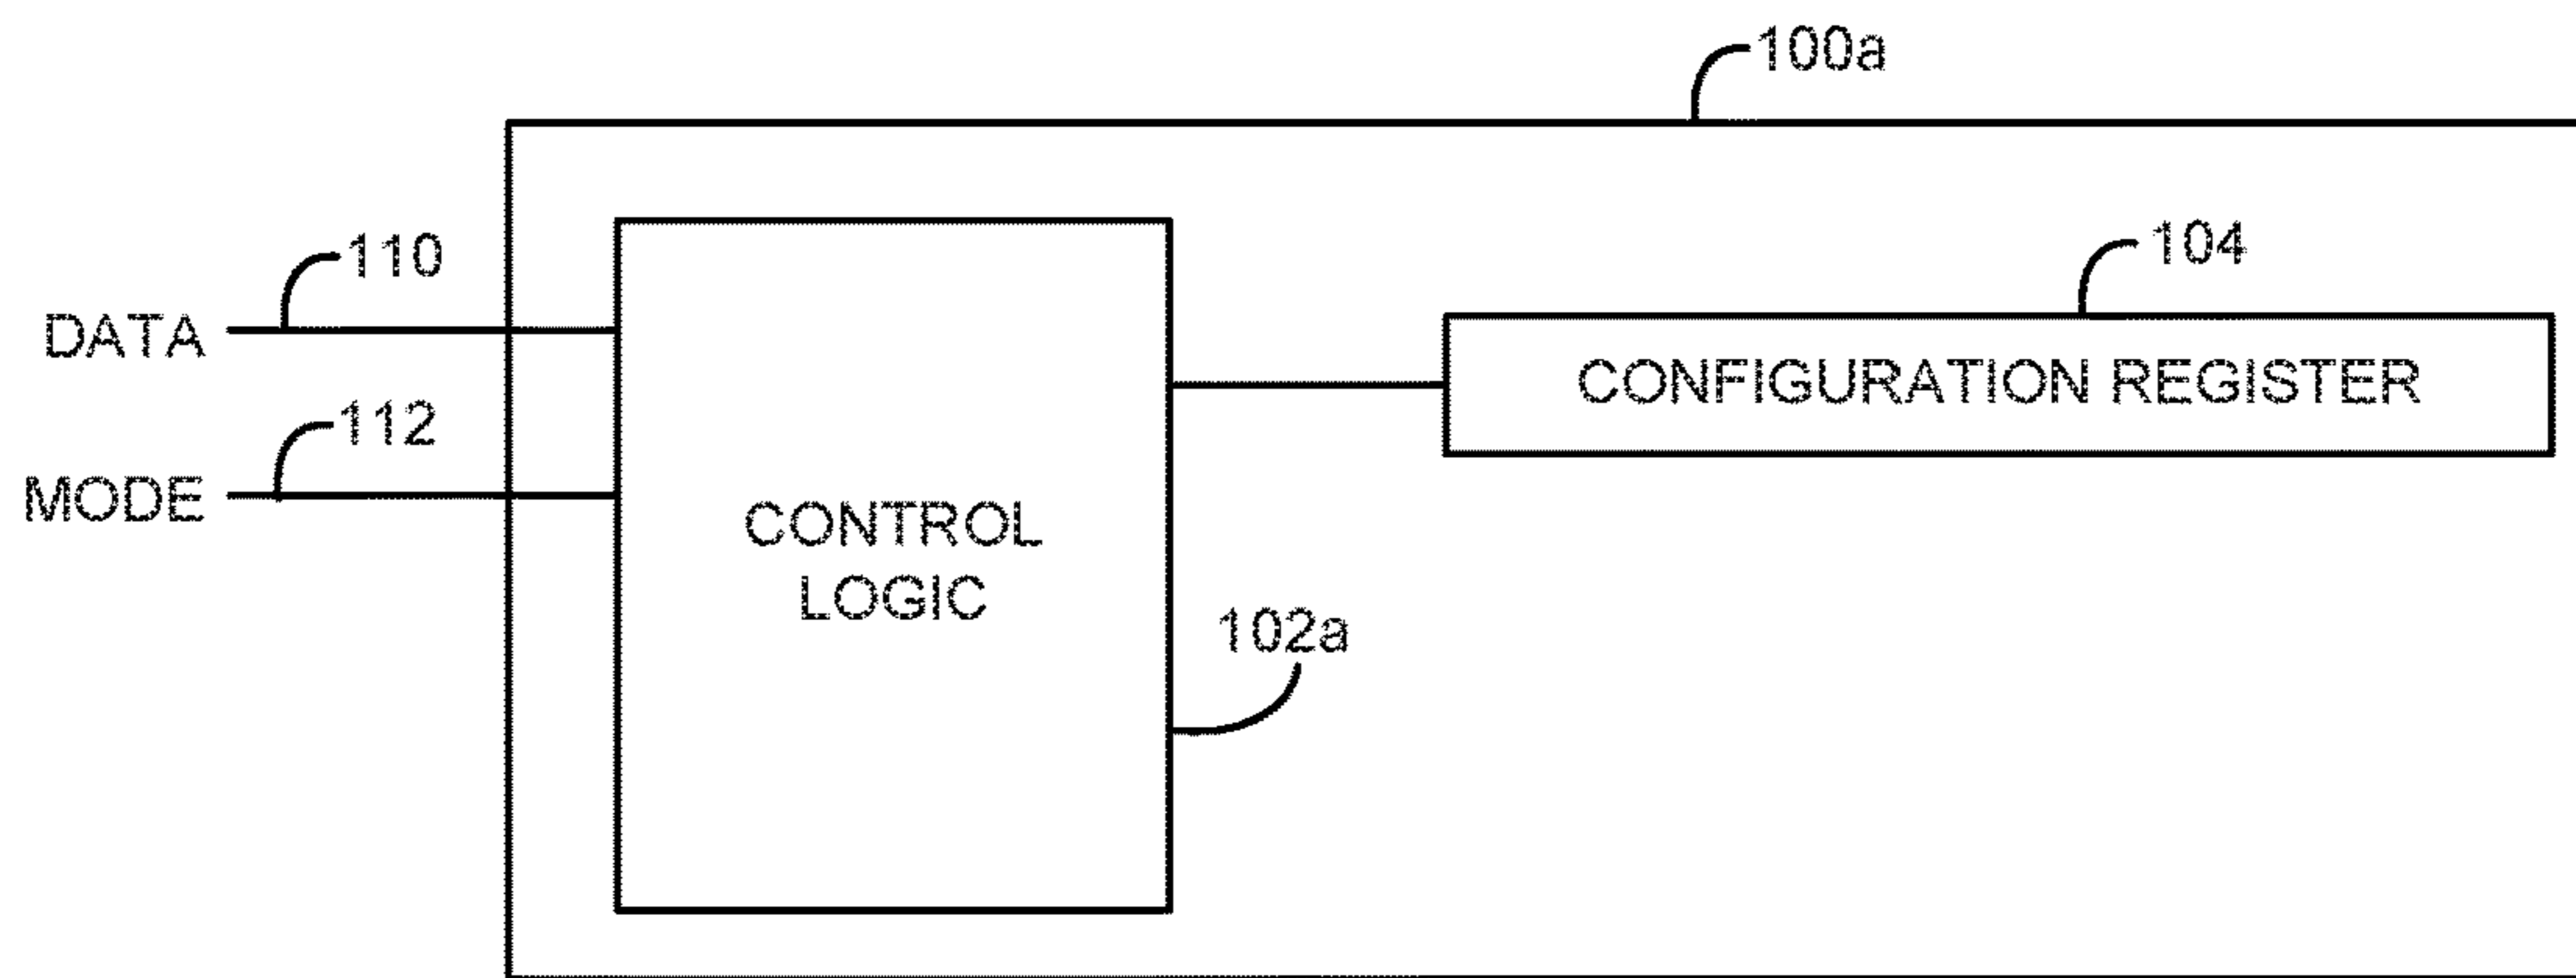 100a
110
104
DATA
CONFIGURATION REGISTER
112
MODE
CONTROL
LOGIC
102a